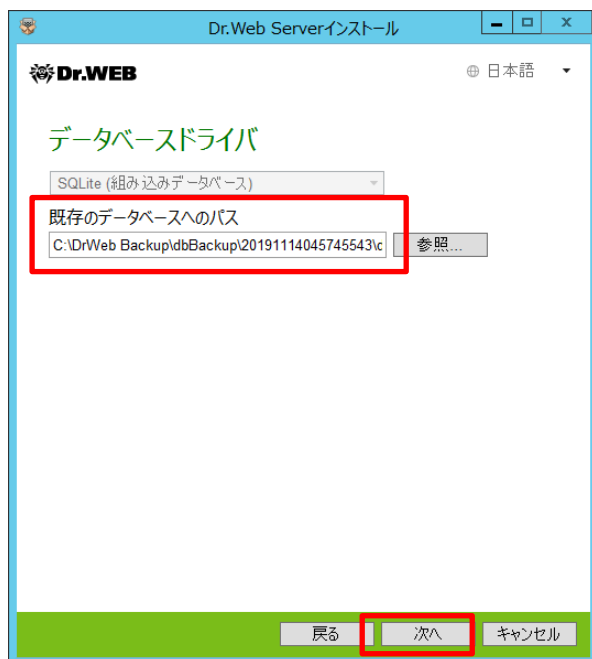 Dr.Web Serverインストール
Dr.WEB
日本語
データベースドライバ
SQLite (組み込みデータベース)
既存のデータベースへのパス
C:\DrWeb Backup\dbBackup\20191114045745543\c
参照...
戻る
次へ
キャンセル